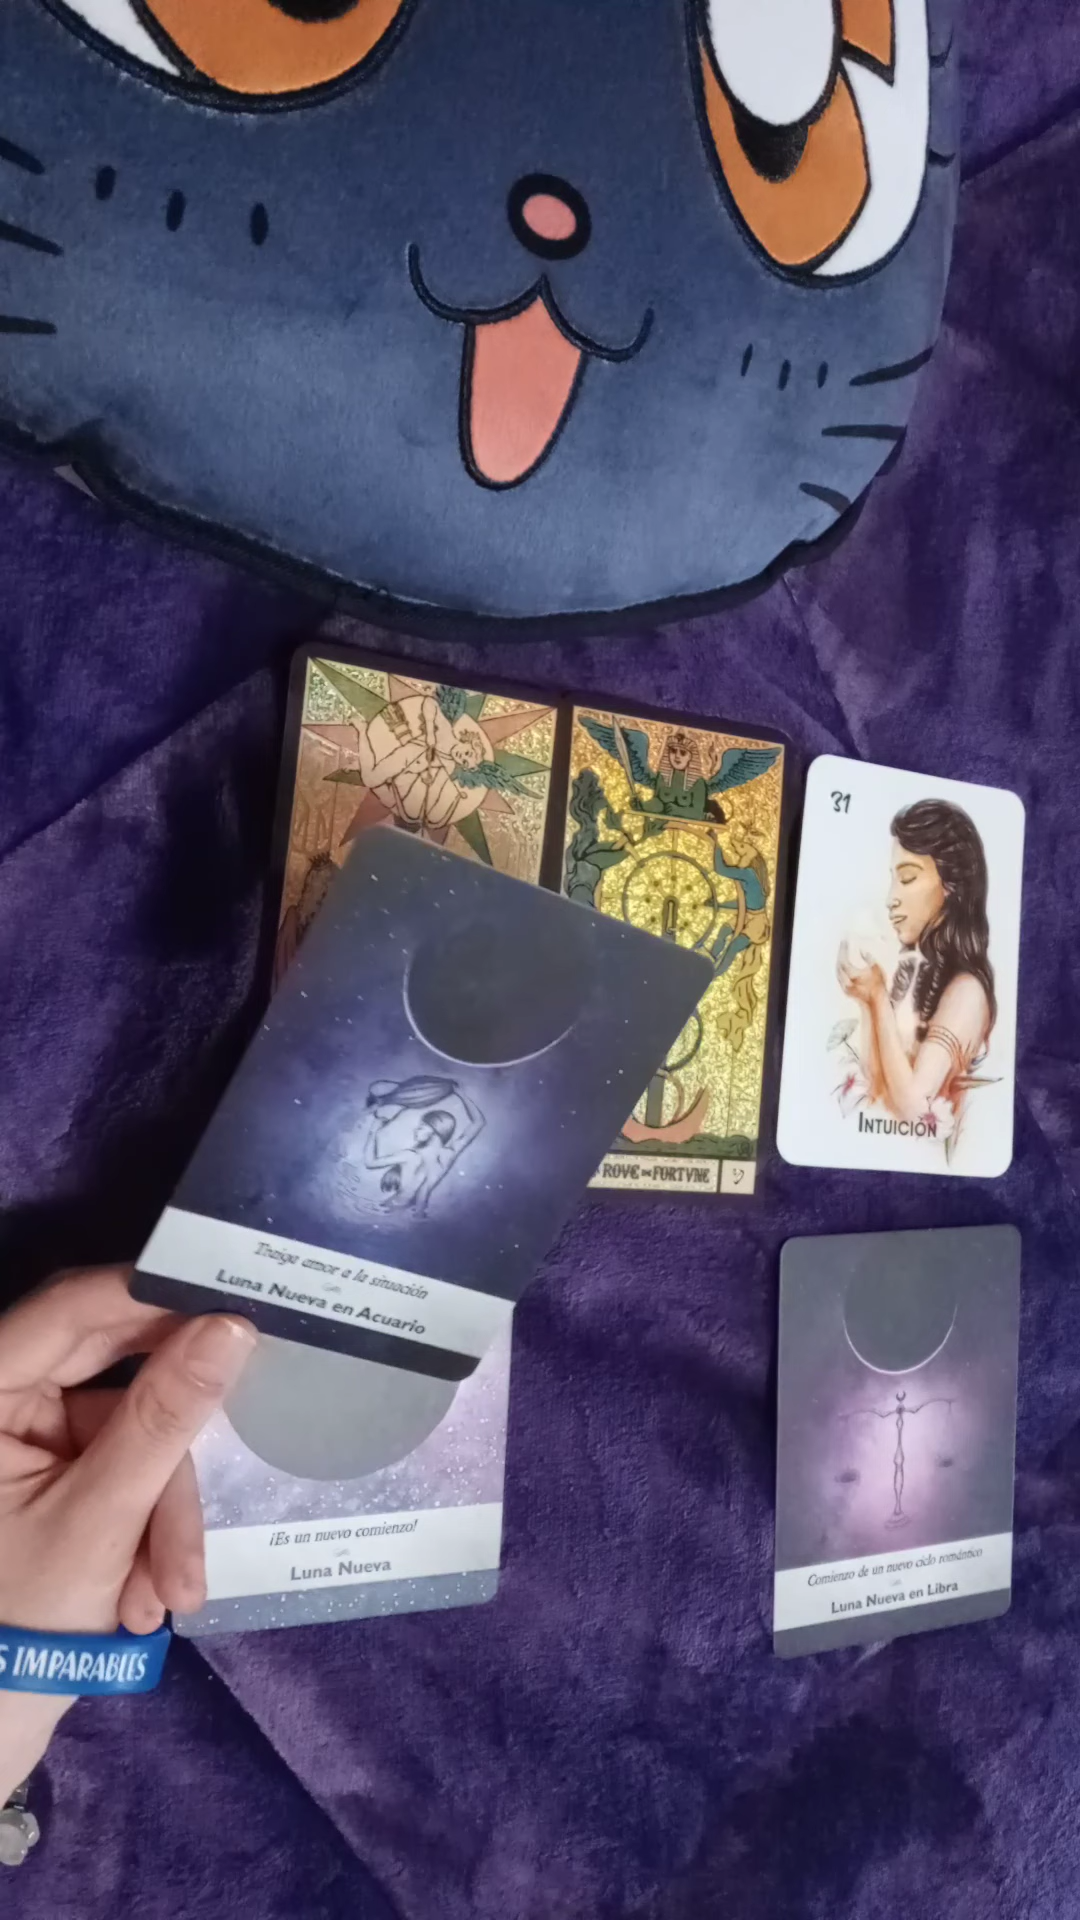 31
INTUICIÓN
ROVE DE FORTVNE
Traiga amor a la situación
Luna Nueva en Acuario
¡Es un nuevo comienzo!
Luna Nueva
Comienzo de un nuevo ciclo romántico
Luna Nueva en Libra
S IMPARABLES